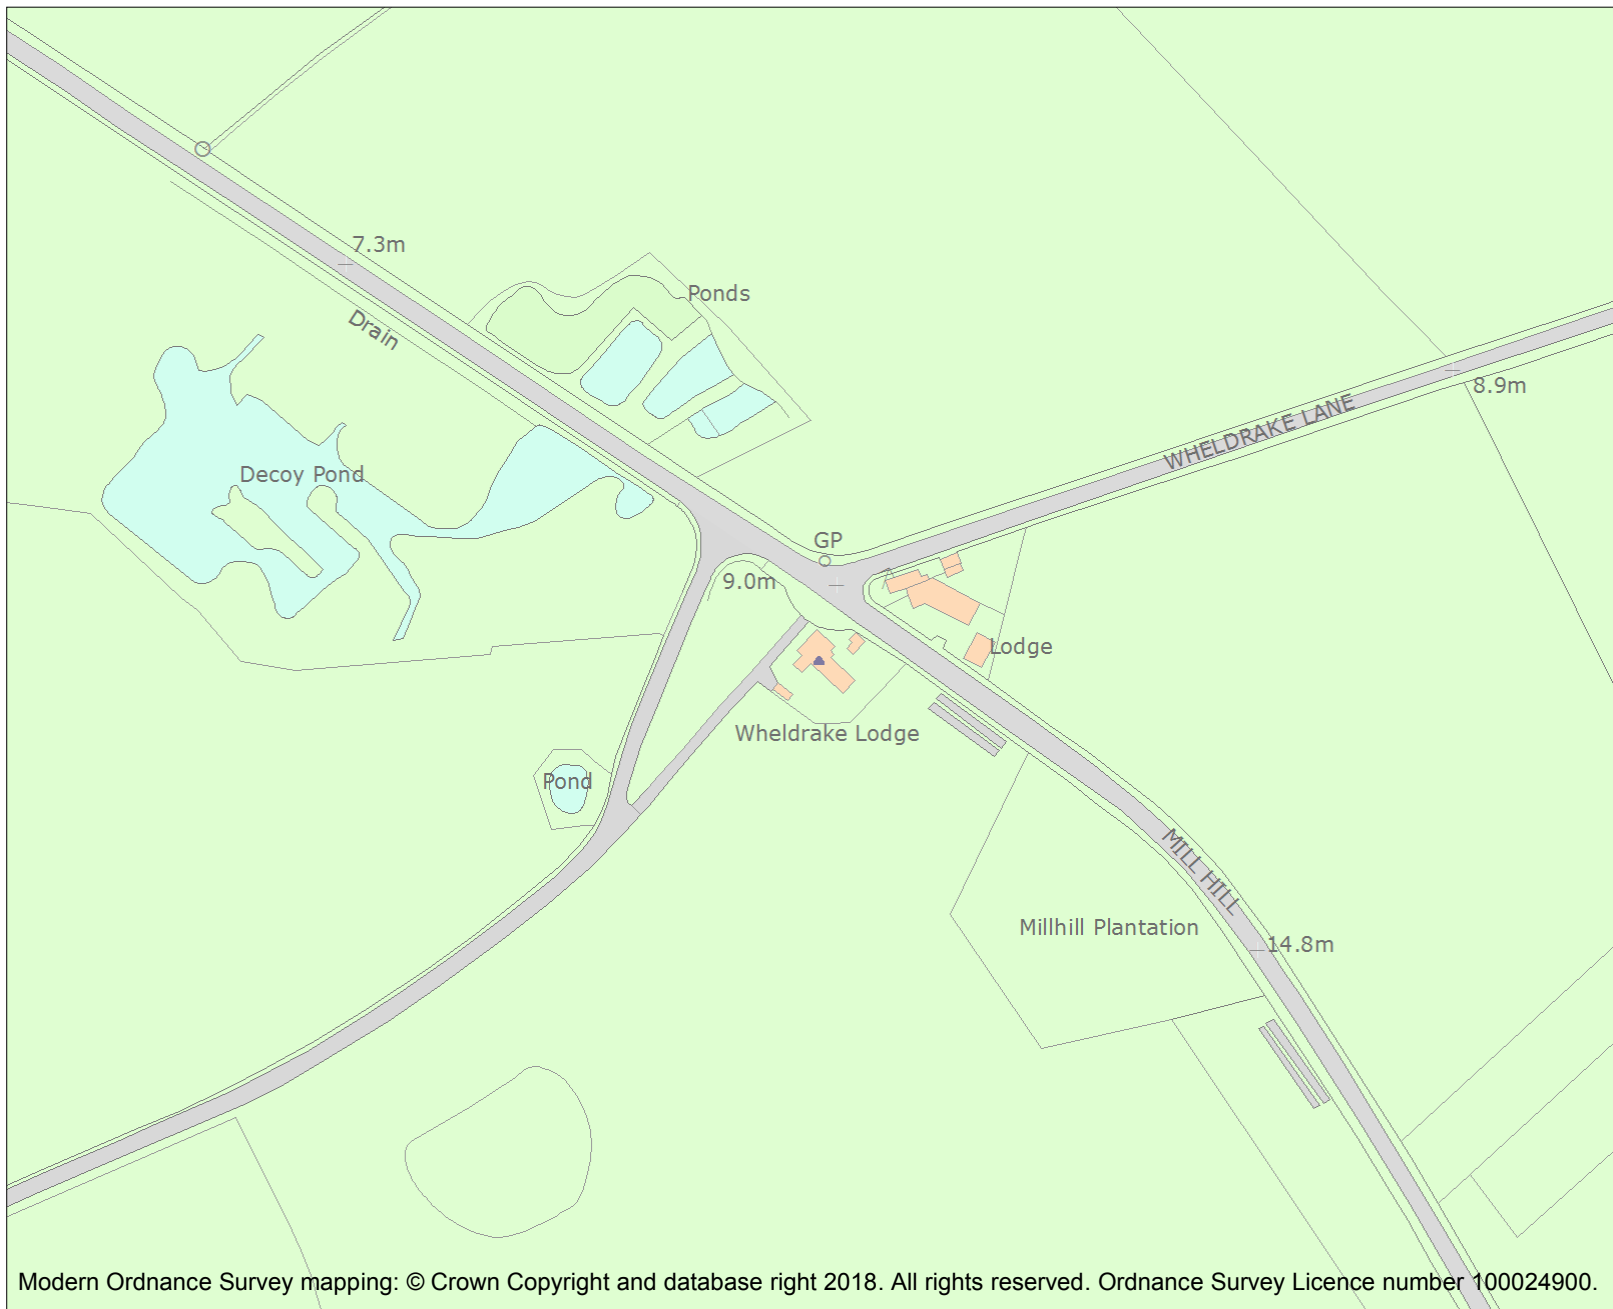 7.3m
Ponds
Drain
8.9m
WHELDRAKE LANE
Decoy Pond
GP
9.0m
Lodge
Wheldrake Lodge
Pond
MILL HILL
Millhill Plantation
14.8m
Modern Ordnance Survey mapping: © Crown Copyright and database right 2018. All rights reserved. Ordnance Survey Licence number 100024900.